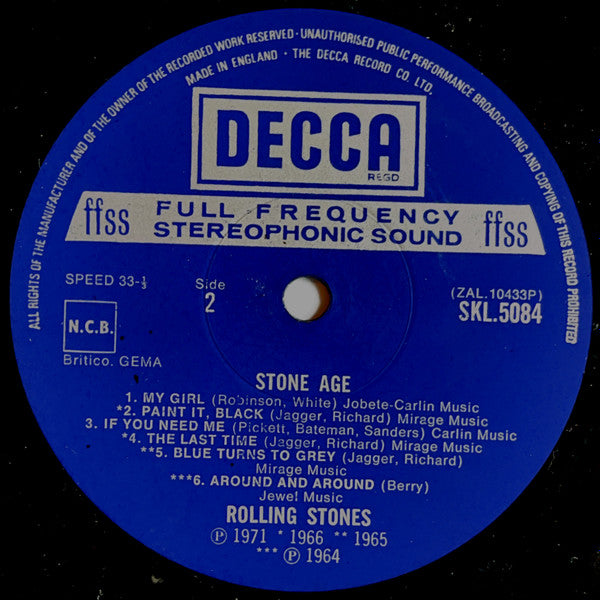 ALL RIGHTS OF THE MANUFACTURER AND OF THE OWNER OF THE RECORDED WORK RESERVED · UNAUTHORISED PUBLIC PERFORMANCE BROADCASTING AND COPYING OF THIS RECORD PROHIBITED
MADE IN ENGLAND · THE DECCA RECORD CO. LTD.
DECCA
REGD
ffss FULL FREQUENCY ffss
STEREOPHONIC SOUND
SPEED 33-⅓
Side
2
(ZAL.10433P)
SKL.5084
N.C.B.
Britico. GEMA
STONE AGE
1. MY GIRL (Robinson, White) Jobete-Carlin Music
*2. PAINT IT, BLACK (Jagger, Richard) Mirage Music
3. IF YOU NEED ME (Pickett, Bateman, Sanders) Carlin Music
*4. THE LAST TIME (Jagger, Richard) Mirage Music
**5. BLUE TURNS TO GREY (Jagger, Richard)
Mirage Music
***6. AROUND AND AROUND (Berry)
Jewel Music
ROLLING STONES
Ⓟ 1971 * 1966 ** 1965
*** Ⓟ 1964